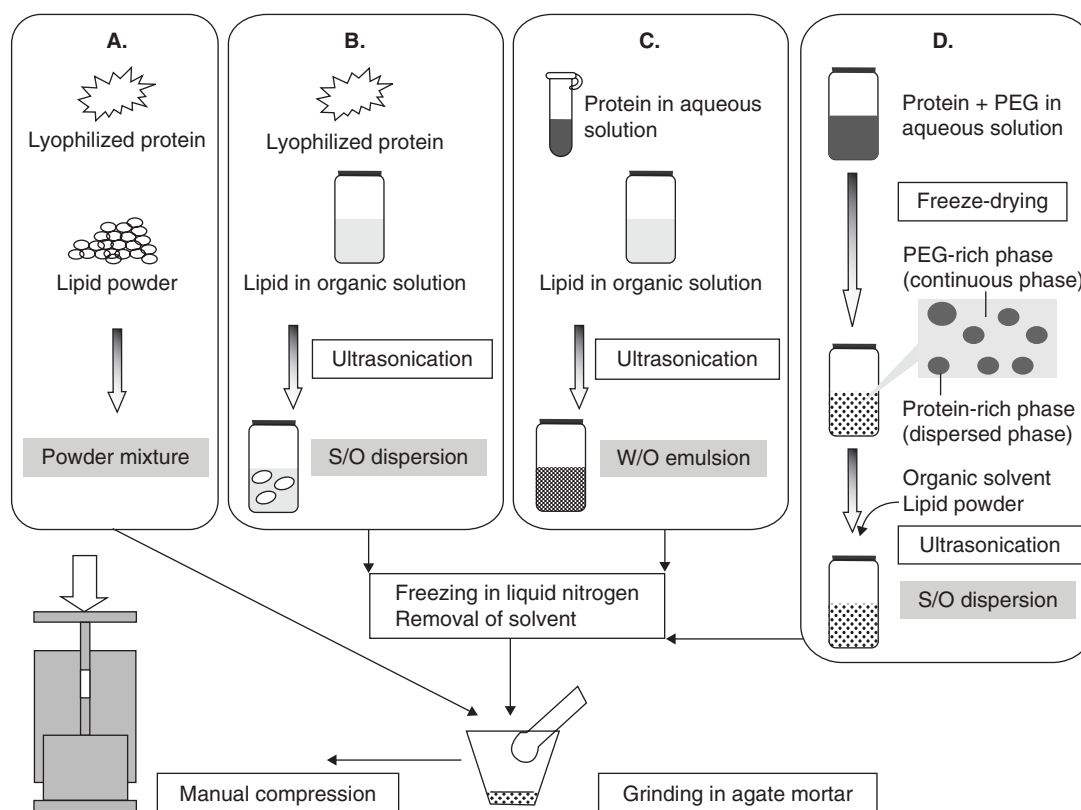 A.
Lyophilized protein
Lipid powder
Powder mixture
B.
Lyophilized protein
Lipid in organic solution
Ultrasonication
S/O dispersion
C.
Protein in aqueous
solution
Lipid in organic solution
Ultrasonication
W/O emulsion
D.
Protein + PEG in
aqueous solution
Freeze-drying
PEG-rich phase
(continuous phase)
Protein-rich phase
(dispersed phase)
Organic solvent
Lipid powder
Ultrasonication
S/O dispersion
Freezing in liquid nitrogen
Removal of solvent
Manual compression
Grinding in agate mortar